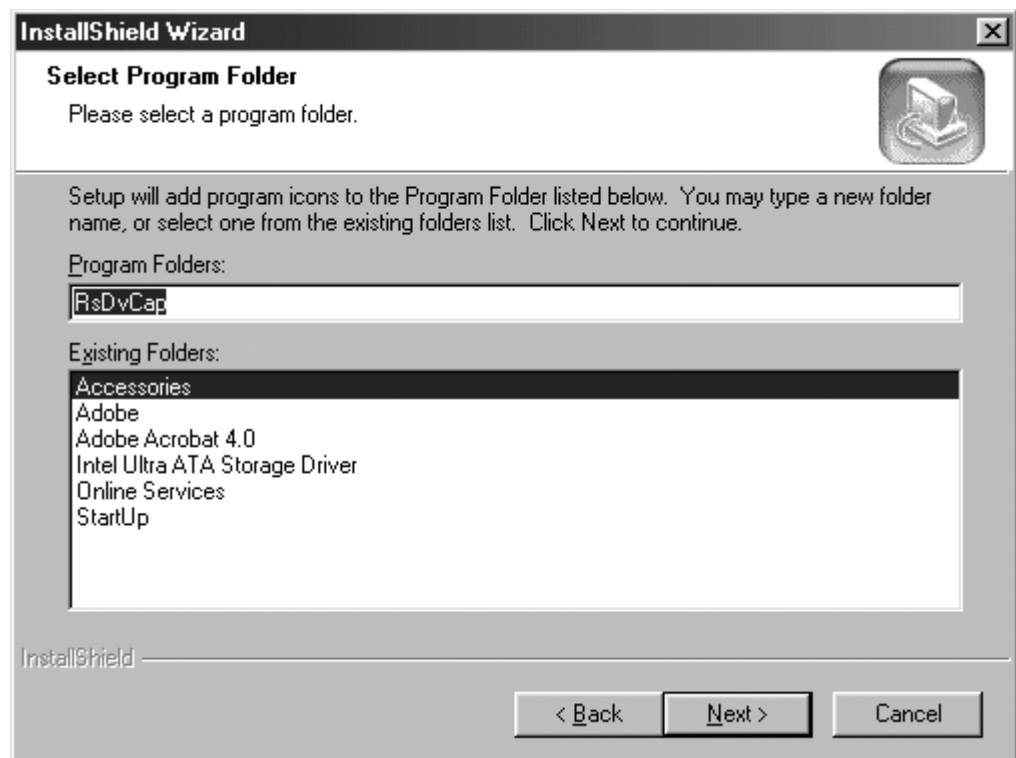 InstallShield Wizard
Select Program Folder
Please select a program folder.
Setup will add program icons to the Program Folder listed below. You may type a new folder
name, or select one from the existing folders list. Click Next to continue.
Program Folders:
RsDvCap
Existing Folders:
Accessories
Adobe
Adobe Acrobat 4.0
Intel Ultra ATA Storage Driver
Online Services
StartUp
InstallShield
< Back Next > Cancel